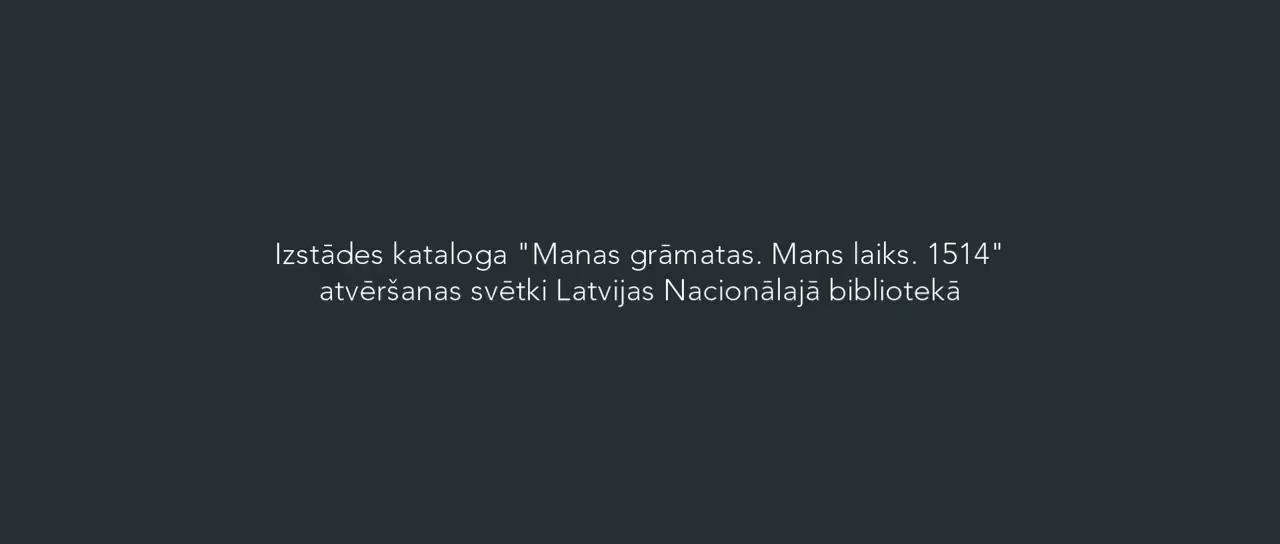 Izstādes kataloga "Manas grāmatas. Mans laiks. 1514"
atvēršanas svētki Latvijas Nacionālajā bibliotekā